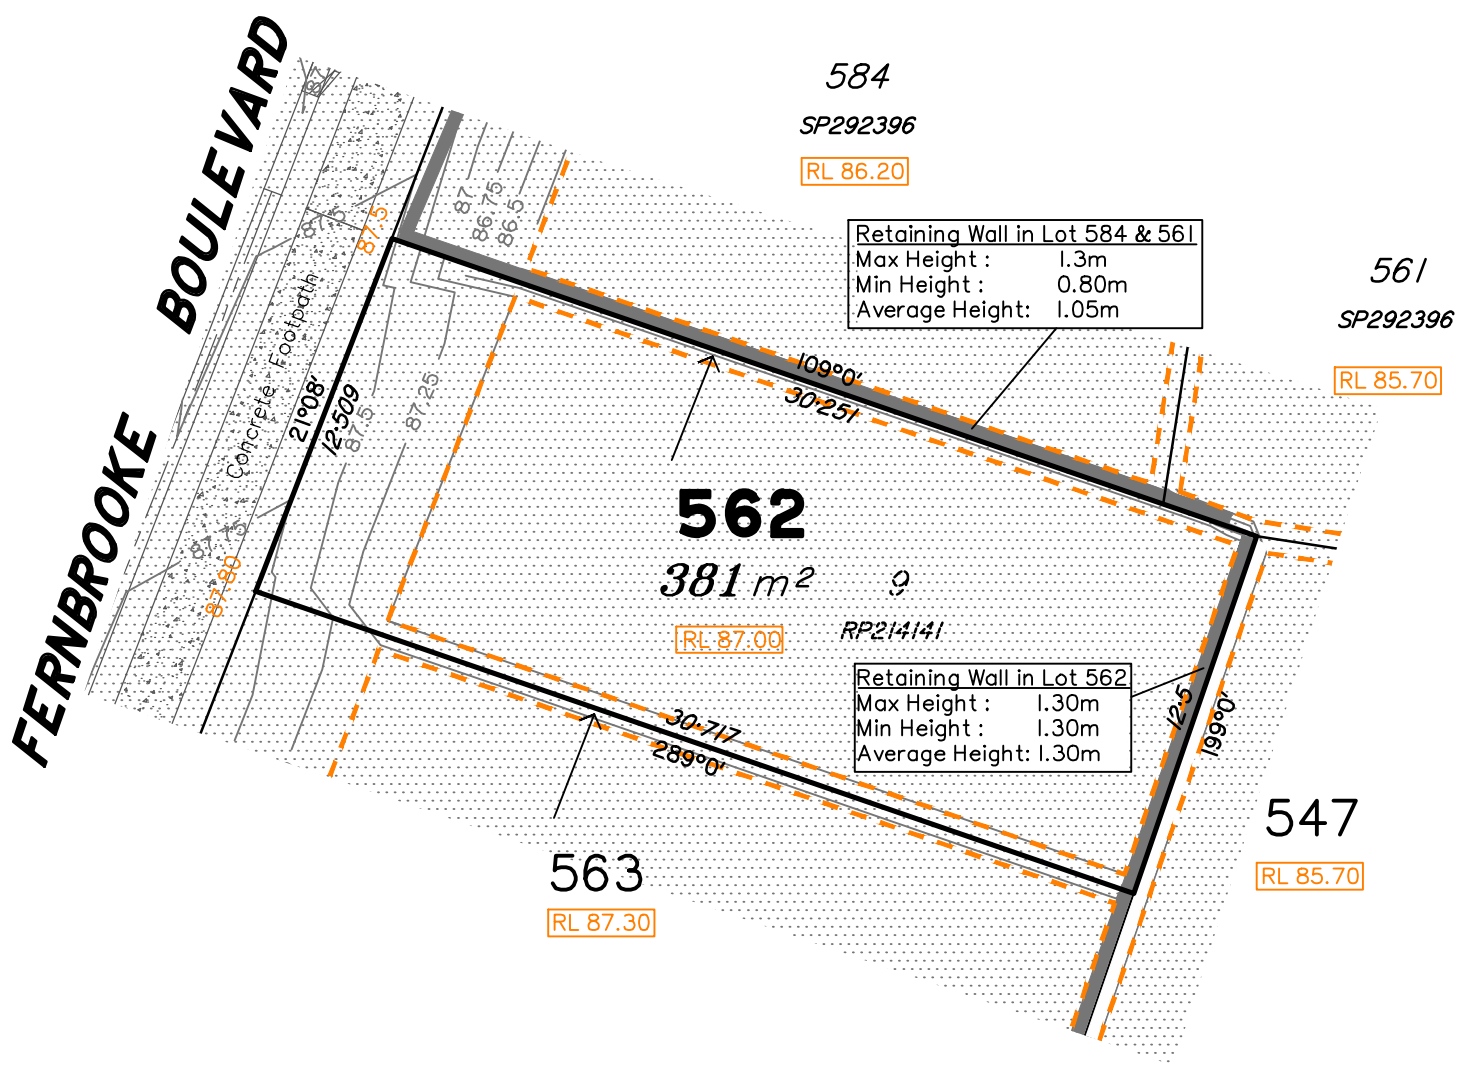 FERNBROOKE BOULEVARD
584
SP292396
RL 86.20
561
SP292396
RL 85.70
Retaining Wall in Lot 584 & 561
Max Height : 1.3m
Min Height : 0.80m
Average Height: 1.05m
87
87
86.75
86.5
87.5
87.5
Concrete Footpath
21°08'
12·509
87.5
87.25
109°0'
30·251
87.75
87.80
562
381 m²
9
RP214141
RL 87.00
Retaining Wall in Lot 562
Max Height : 1.30m
Min Height : 1.30m
Average Height: 1.30m
12·5
199°0'
30·717
289°0'
547
RL 85.70
563
RL 87.30